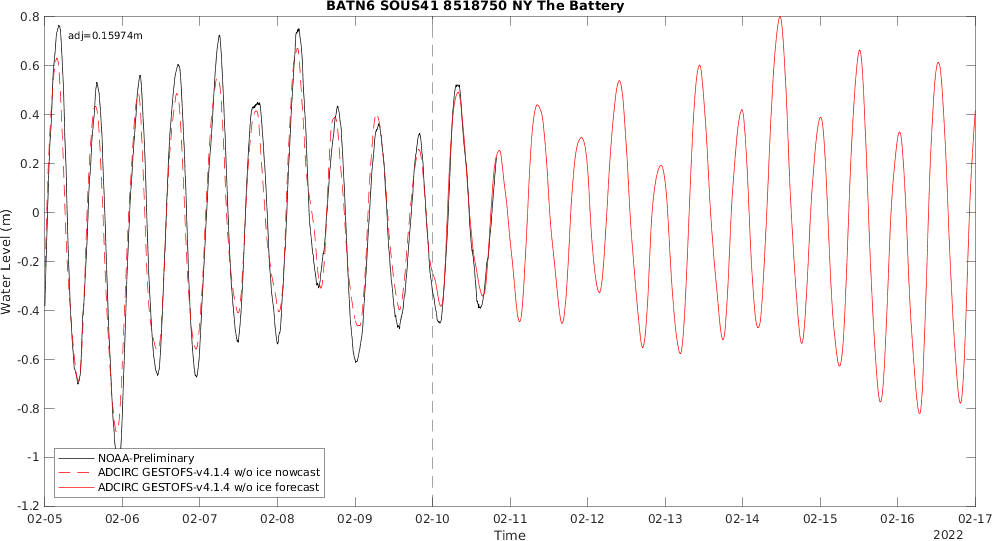 BATN6 SOUS41 8518750 NY The Battery
adj=0.15974m
0.8
0.6
0.4
0.2
0
-0.2
-0.4
-0.6
-0.8
-1
-1.2
Water Level (m)
NOAA-Preliminary
ADCIRC GESTOFS-v4.1.4 w/o ice nowcast
ADCIRC GESTOFS-v4.1.4 w/o ice forecast
02-05 02-06 02-07 02-08 02-09 02-10 02-11 02-12 02-13 02-14 02-15 02-16 02-17
Time
2022